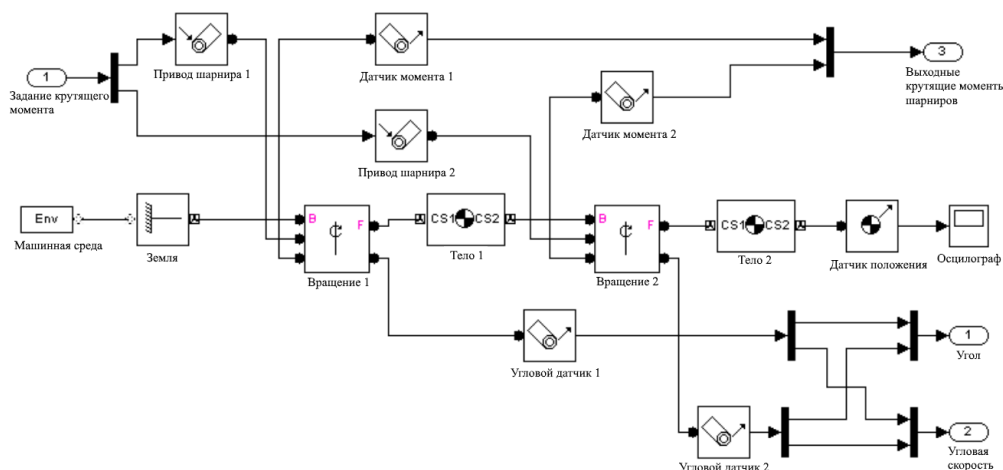 1
Задание крутящего
момента
Привод шарнира 1
Датчик момента 1
3
Выходные
крутящие моменть
шарниров
Датчик момента 2
Привод шарнира 2
Env
Машинная среда
Земля
B
F
Вращение 1
CS1
CS2
Тело 1
B
F
Вращение 2
CS1
CS2
Тело 2
Датчик положения
Осцилограф
Угловой датчик 1
1
Угол
Угловой датчик 2
2
Угловая
скорость